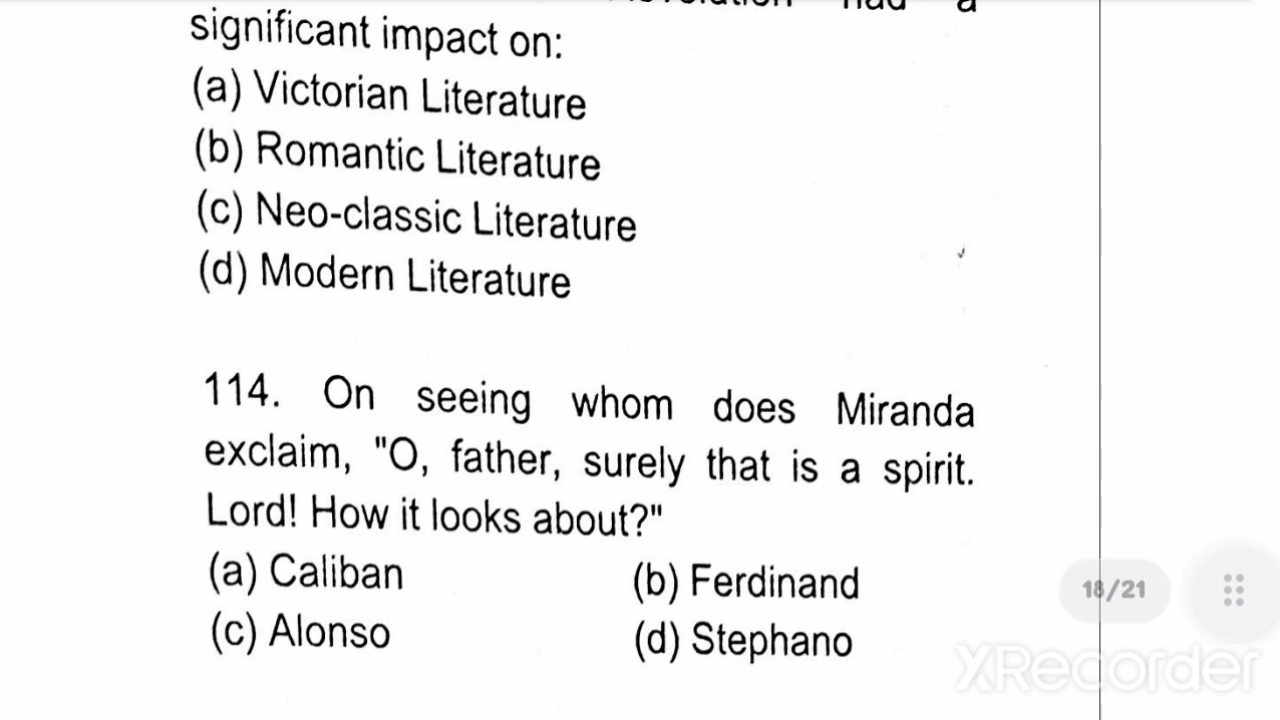 significant impact on:
(a) Victorian Literature
(b) Romantic Literature
(c) Neo-classic Literature
(d) Modern Literature
114. On seeing whom does Miranda
exclaim, "O, father, surely that is a spirit.
Lord! How it looks about?"
(a) Caliban (b) Ferdinand
(c) Alonso (d) Stephano
18/21
XRecorder